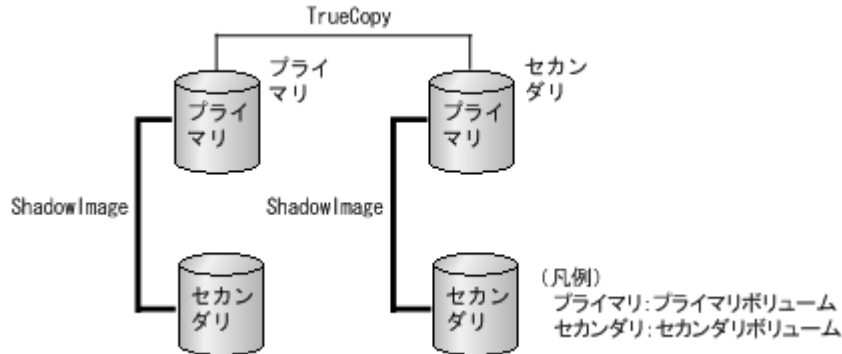 TrueCopy
プライ
マリ
セカン
ダリ
プライ
マリ
プライ
マリ
ShadowImage
ShadowImage
セカン
ダリ
セカン
ダリ
(凡例)
プライマリ:プライマリボリューム
セカンダリ:セカンダリボリューム